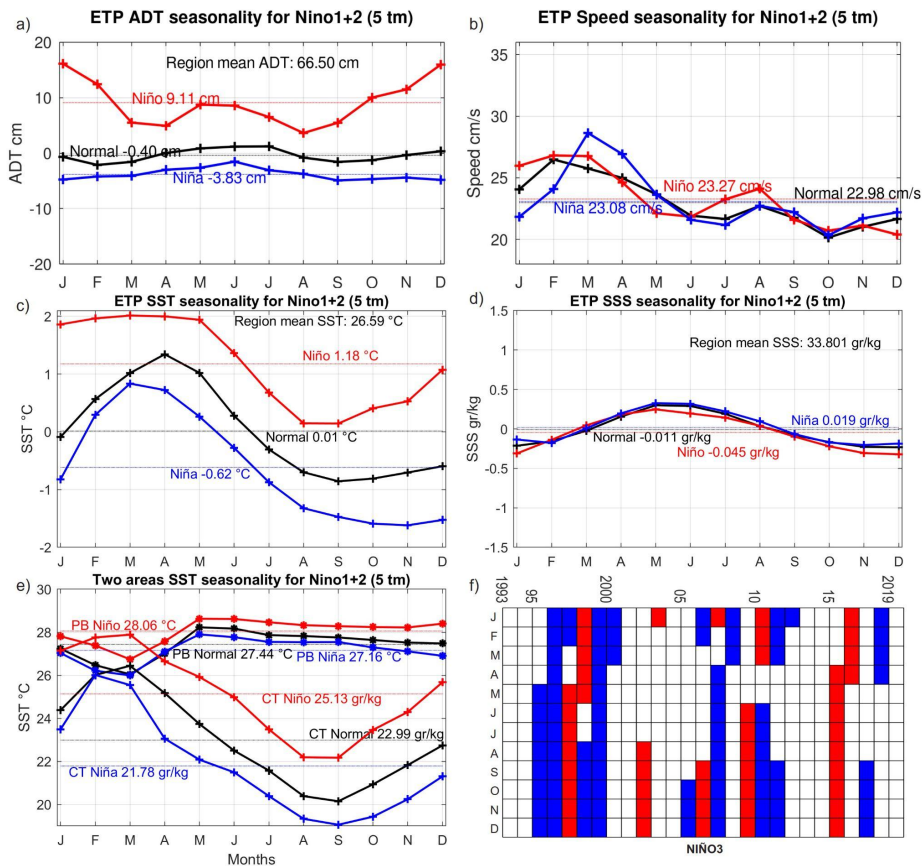 a)
ETP ADT seasonality for Nino1+2 (5 tm)
20
10
0
-10
-20
ADT cm
Region mean ADT: 66.50 cm
Niño 9.11 cm
Normal -0.40 cm
Niña -3.83 cm
J F M A M J J A S O N D
b)
ETP Speed seasonality for Nino1+2 (5 tm)
35
30
25
20
Speed cm/s
Niño 23.27 cm/s
Normal 22.98 cm/s
Niña 23.08 cm/s
J F M A M J J A S O N D
c)
ETP SST seasonality for Nino1+2 (5 tm)
2
1
0
-1
-2
SST °C
Region mean SST: 26.59 °C
Niño 1.18 °C
Normal 0.01 °C
Niña -0.62 °C
J F M A M J J A S O N D
d)
ETP SSS seasonality for Nino1+2 (5 tm)
1.5
1
0.5
0
-0.5
-1
-1.5
SSS gr/kg
Region mean SSS: 33.801 gr/kg
Niña 0.019 gr/kg
Normal -0.011 gr/kg
Niño -0.045 gr/kg
J F M A M J J A S O N D
e)
Two areas SST seasonality for Nino1+2 (5 tm)
30
28
26
24
22
20
SST °C
PB Niño 28.06 °C
PB Normal 27.44 °C
PB Niña 27.16 °C
CT Niño 25.13 gr/kg
CT Normal 22.99 gr/kg
CT Niña 21.78 gr/kg
J F M A M J J A S O N D
Months
f)
1993
95
2000
05
10
15
2019
J
F
M
A
M
J
J
A
S
O
N
D
NIÑO3